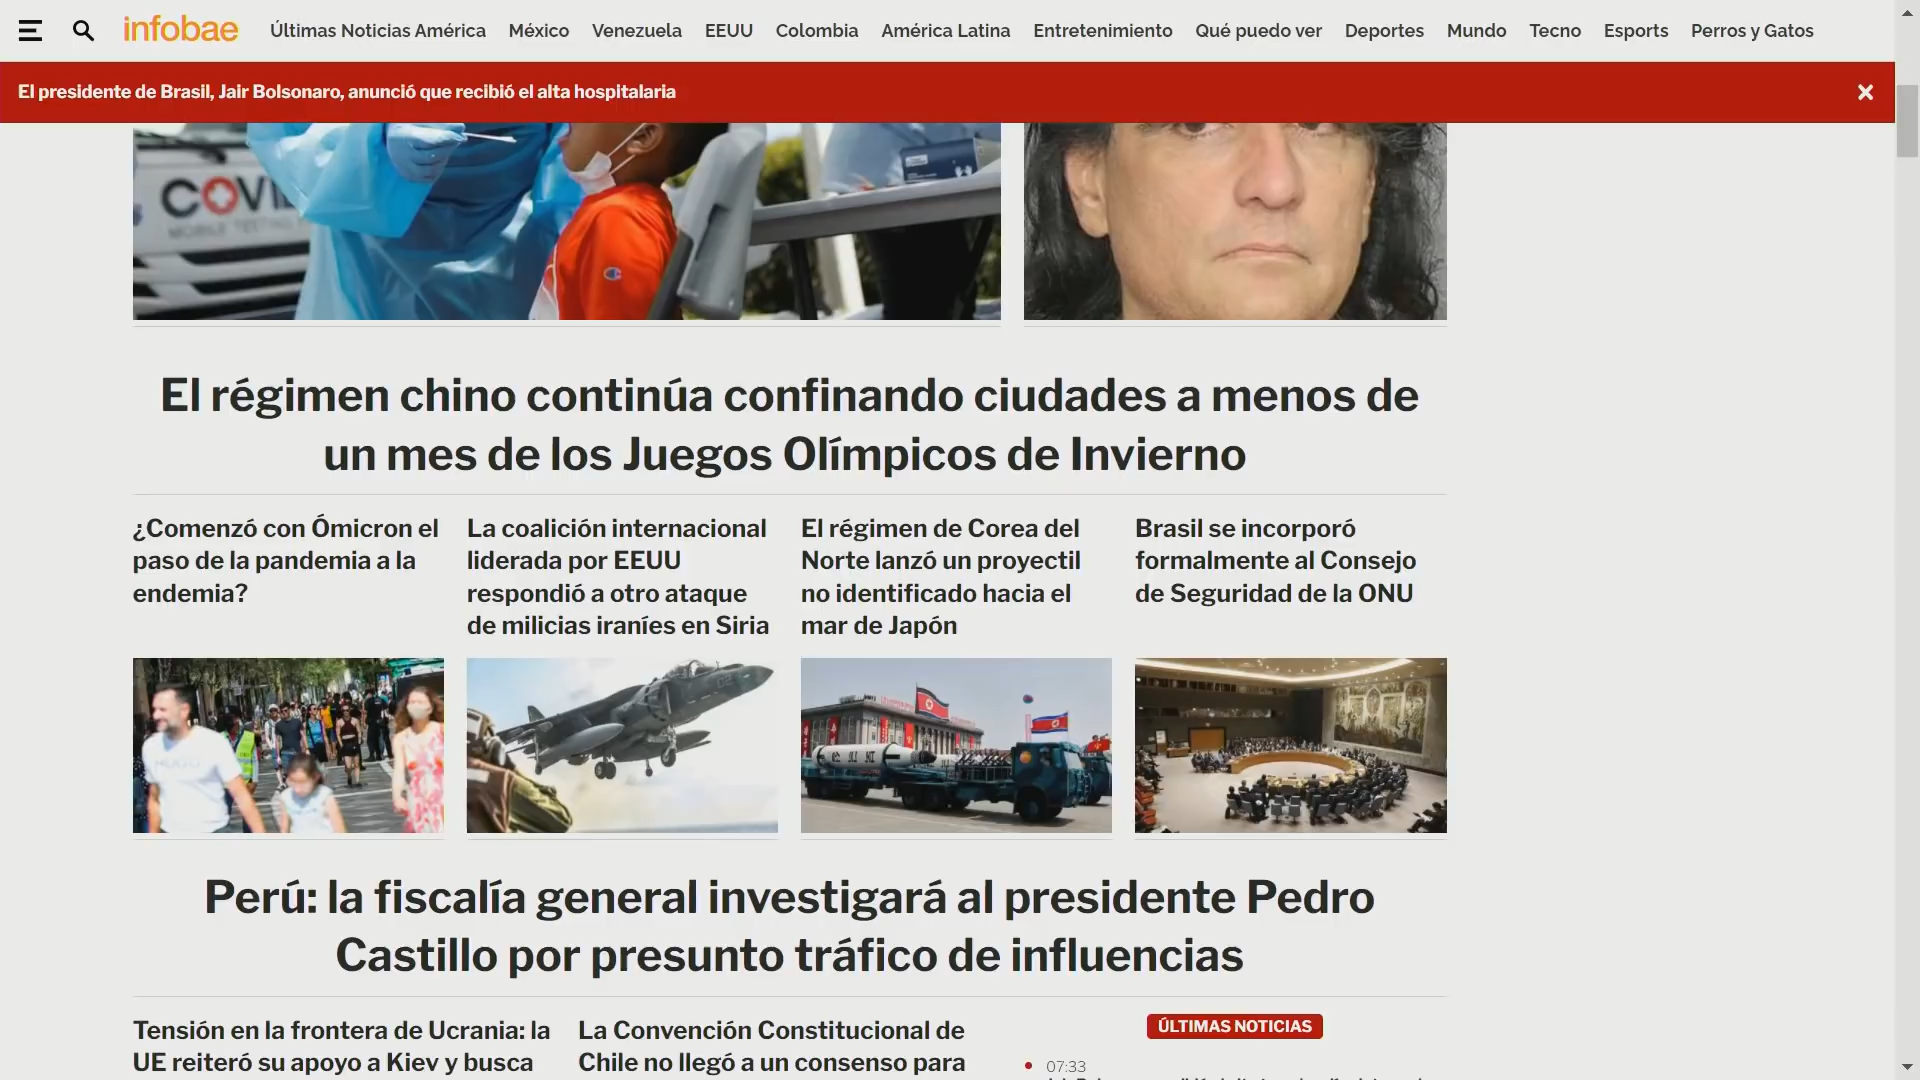 infobae Últimas Noticias América México Venezuela EEUU Colombia América Latina Entretenimiento Qué puedo ver Deportes Mundo Tecno Esports Perros y Gatos
El presidente de Brasil, Jair Bolsonaro, anunció que recibió el alta hospitalaria
El régimen chino continúa confinando ciudades a menos de
un mes de los Juegos Olímpicos de Invierno
¿Comenzó con Ómicron el
paso de la pandemia a la
endemia?
La coalición internacional
liderada por EEUU
respondió a otro ataque
de milicias iraníes en Siria
El régimen de Corea del
Norte lanzó un proyectil
no identificado hacia el
mar de Japón
Brasil se incorporó
formalmente al Consejo
de Seguridad de la ONU
Perú: la fiscalía general investigará al presidente Pedro
Castillo por presunto tráfico de influencias
Tensión en la frontera de Ucrania: la
UE reiteró su apoyo a Kiev y busca
La Convención Constitucional de
Chile no llegó a un consenso para
ÚLTIMAS NOTICIAS
07:33